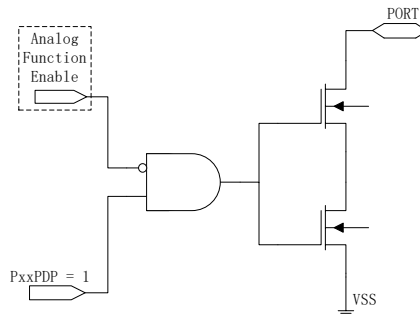 PORT
Analog
Function
Enable
PxxPDP = 1
VSS